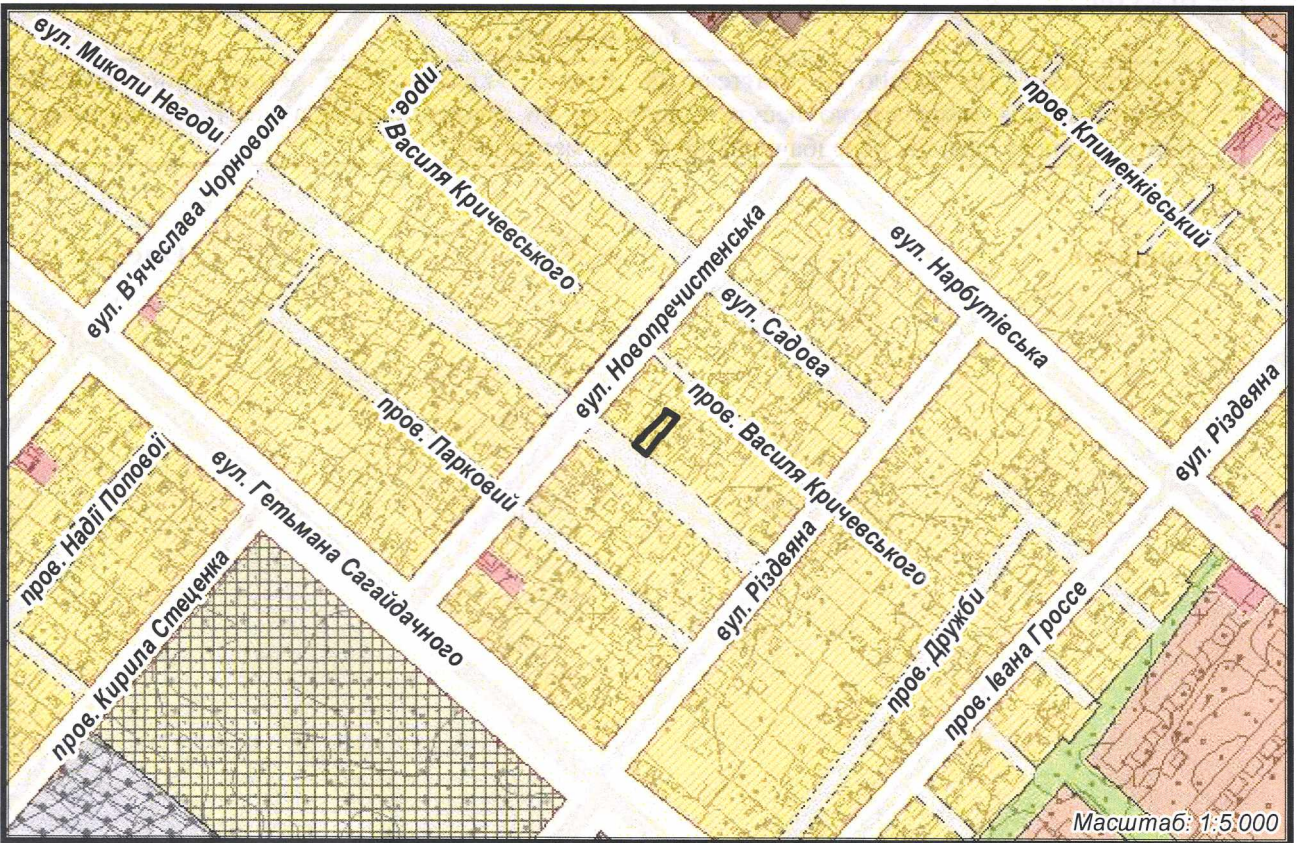 вул. Миколи Негоди
вул. В'ячеслава Чорновола
пров.
Василя Кричевського
пров. Клименківський
вул. Новопречистенська
вул. Нарбутівська
вул. Садова
пров. Василя Кричевського
пров. Парковий
вул. Різдвяна
пров. Надії Попової
вул. Гетьмана Сагайдачного
вул. Різдвяна
пров. Кирила Стеценка
пров. Дружби
пров. Івана Гроссе
Масштаб: 1:5 000